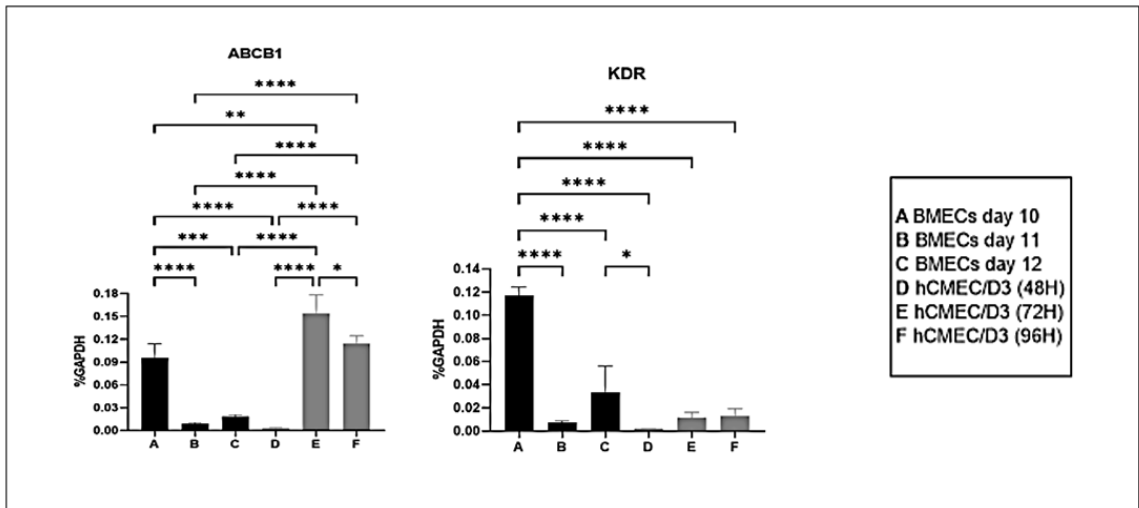 ABCB1
****
**
****
****
**** ****
*** ****
**** **** *
%GAPDH
0.18
0.15
0.12
0.09
0.06
0.03
0.00
A B C D E F
KDR
****
****
****
****
**** *
%GAPDH
0.14
0.12
0.10
0.08
0.06
0.04
0.02
0.00
A B C D E F
A BMECs day 10
B BMECs day 11
C BMECs day 12
D hCMEC/D3 (48H)
E hCMEC/D3 (72H)
F hCMEC/D3 (96H)